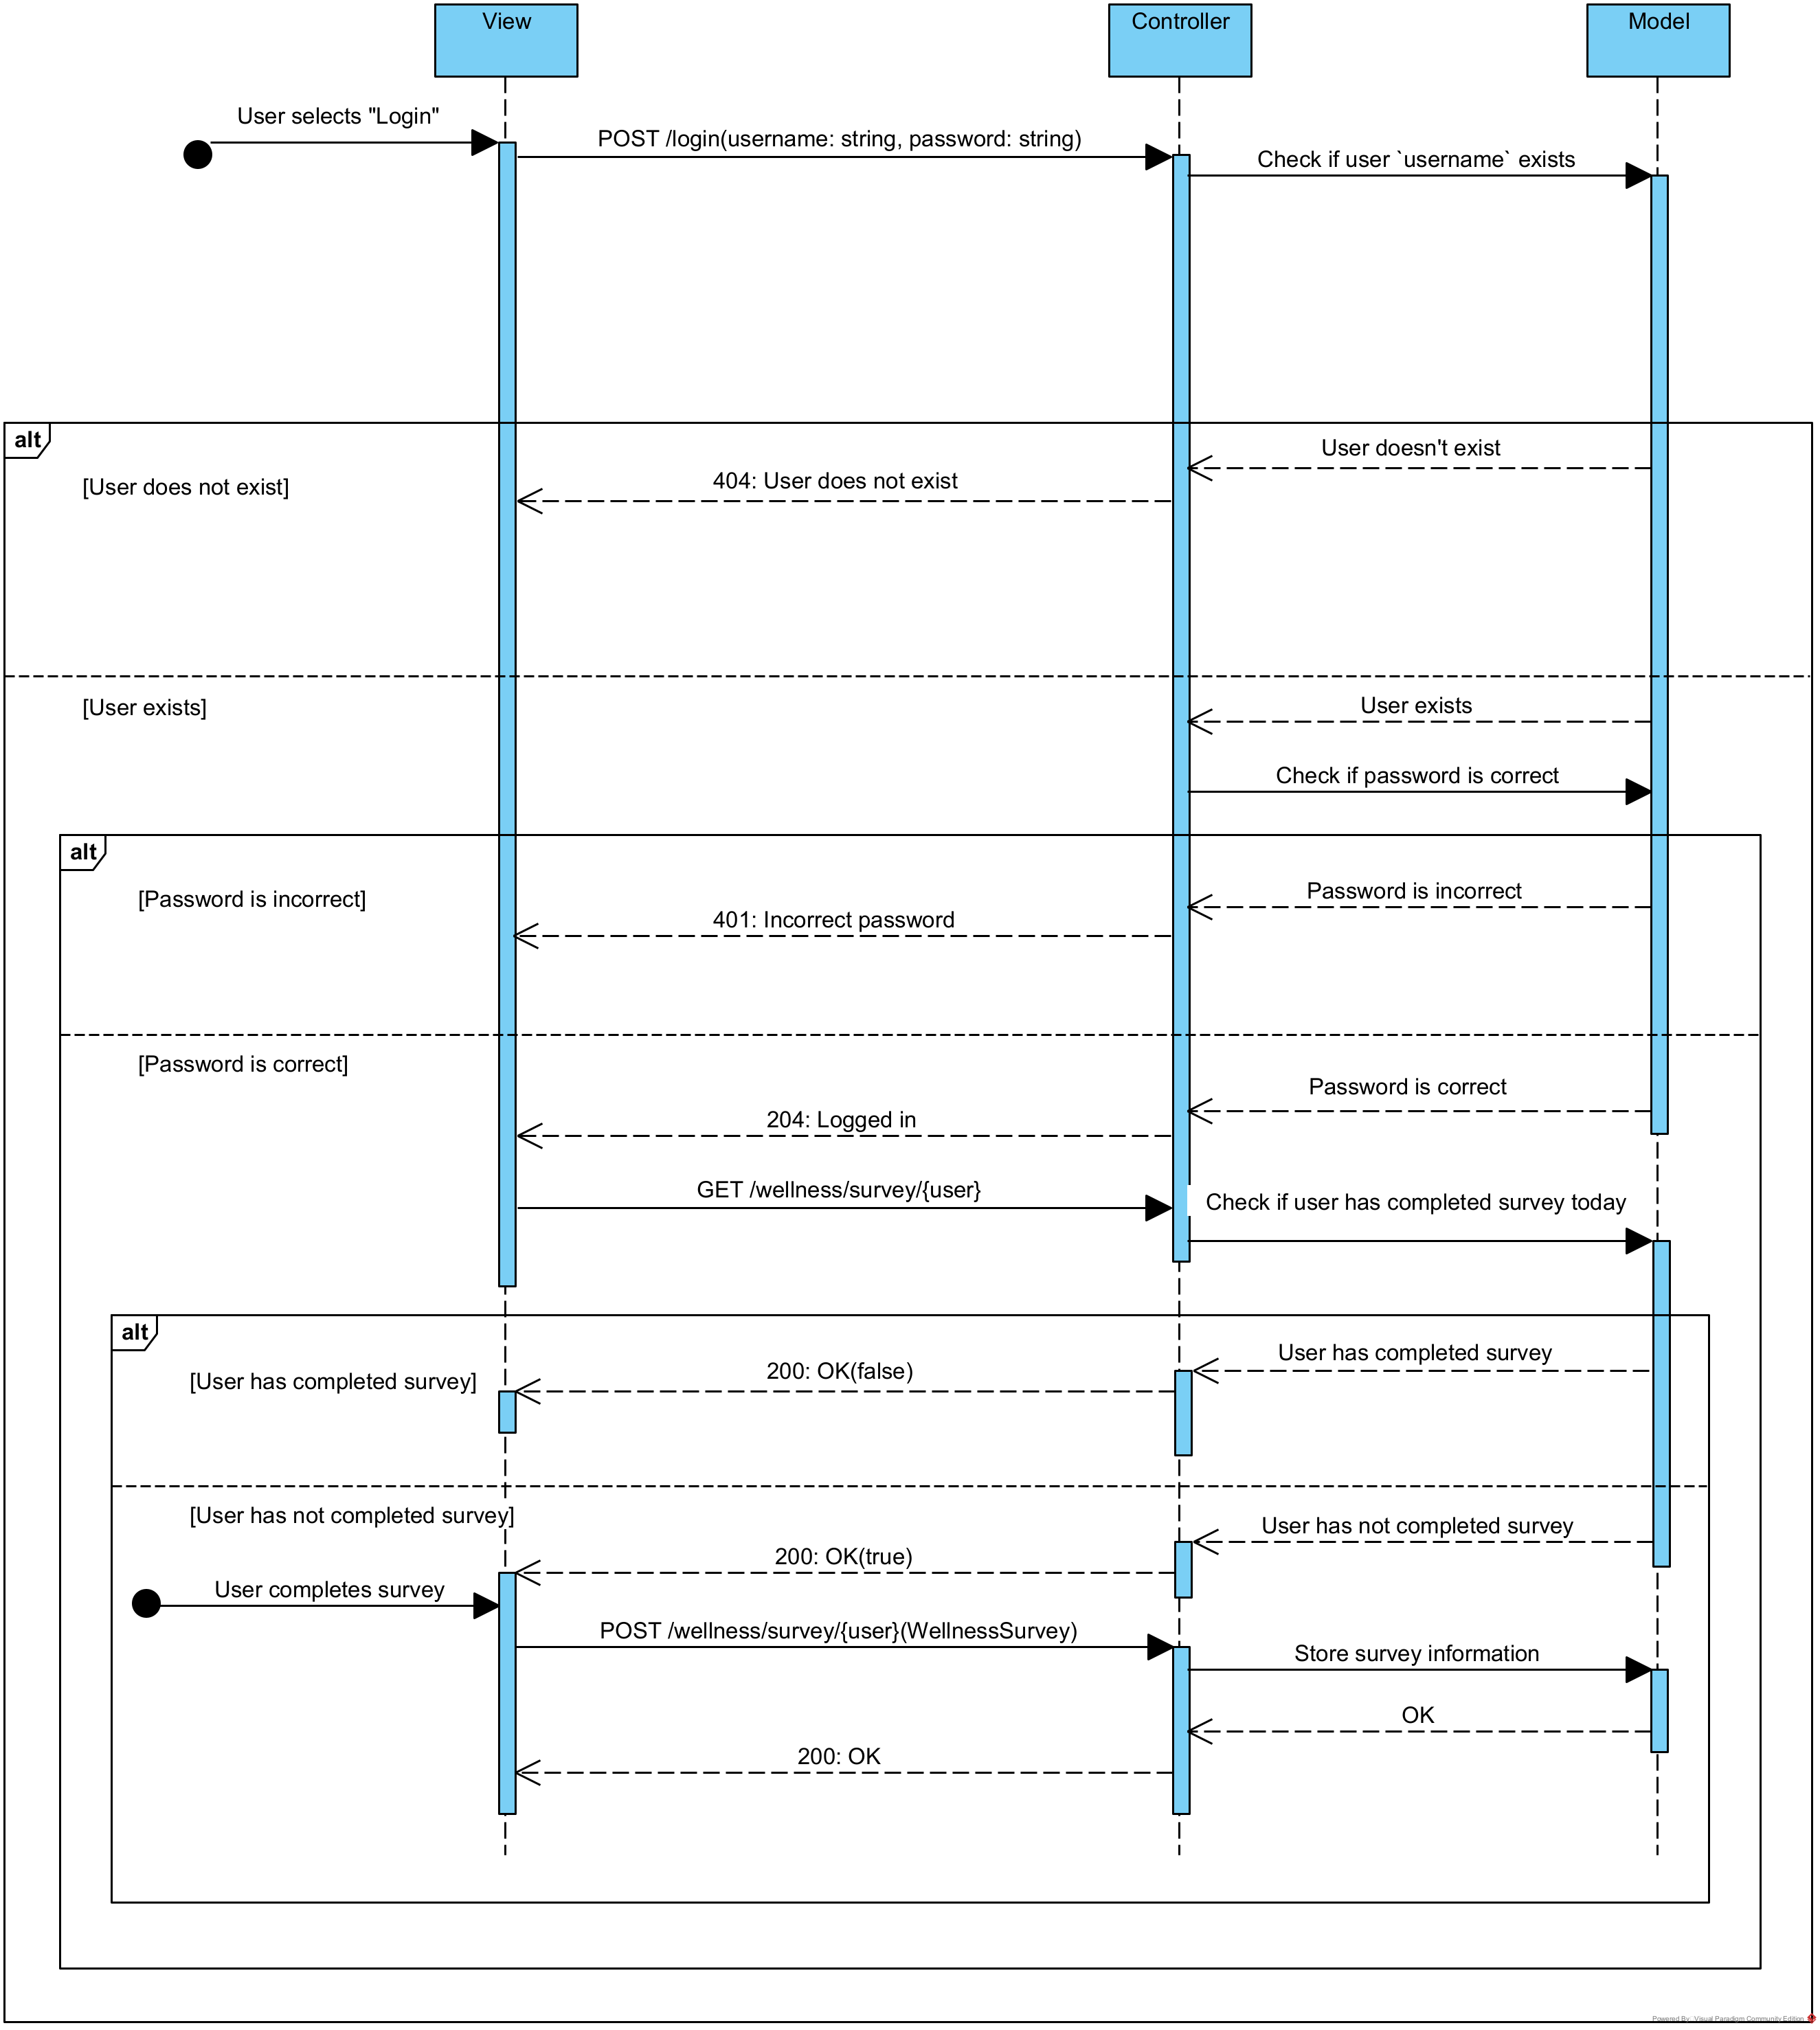 View
Controller
Model
User selects "Login"
POST /login(username: string, password: string)
Check if user `username` exists
alt
User doesn't exist
[User does not exist]
404: User does not exist
[User exists]
User exists
Check if password is correct
alt
[Password is incorrect]
Password is incorrect
401: Incorrect password
[Password is correct]
Password is correct
204: Logged in
GET /wellness/survey/{user}
Check if user has completed survey today
alt
User has completed survey
[User has completed survey]
200: OK(false)
[User has not completed survey]
User has not completed survey
200: OK(true)
User completes survey
POST /wellness/survey/{user}(WellnessSurvey)
Store survey information
OK
200: OK
Powered By Visual Paradigm Community Edition